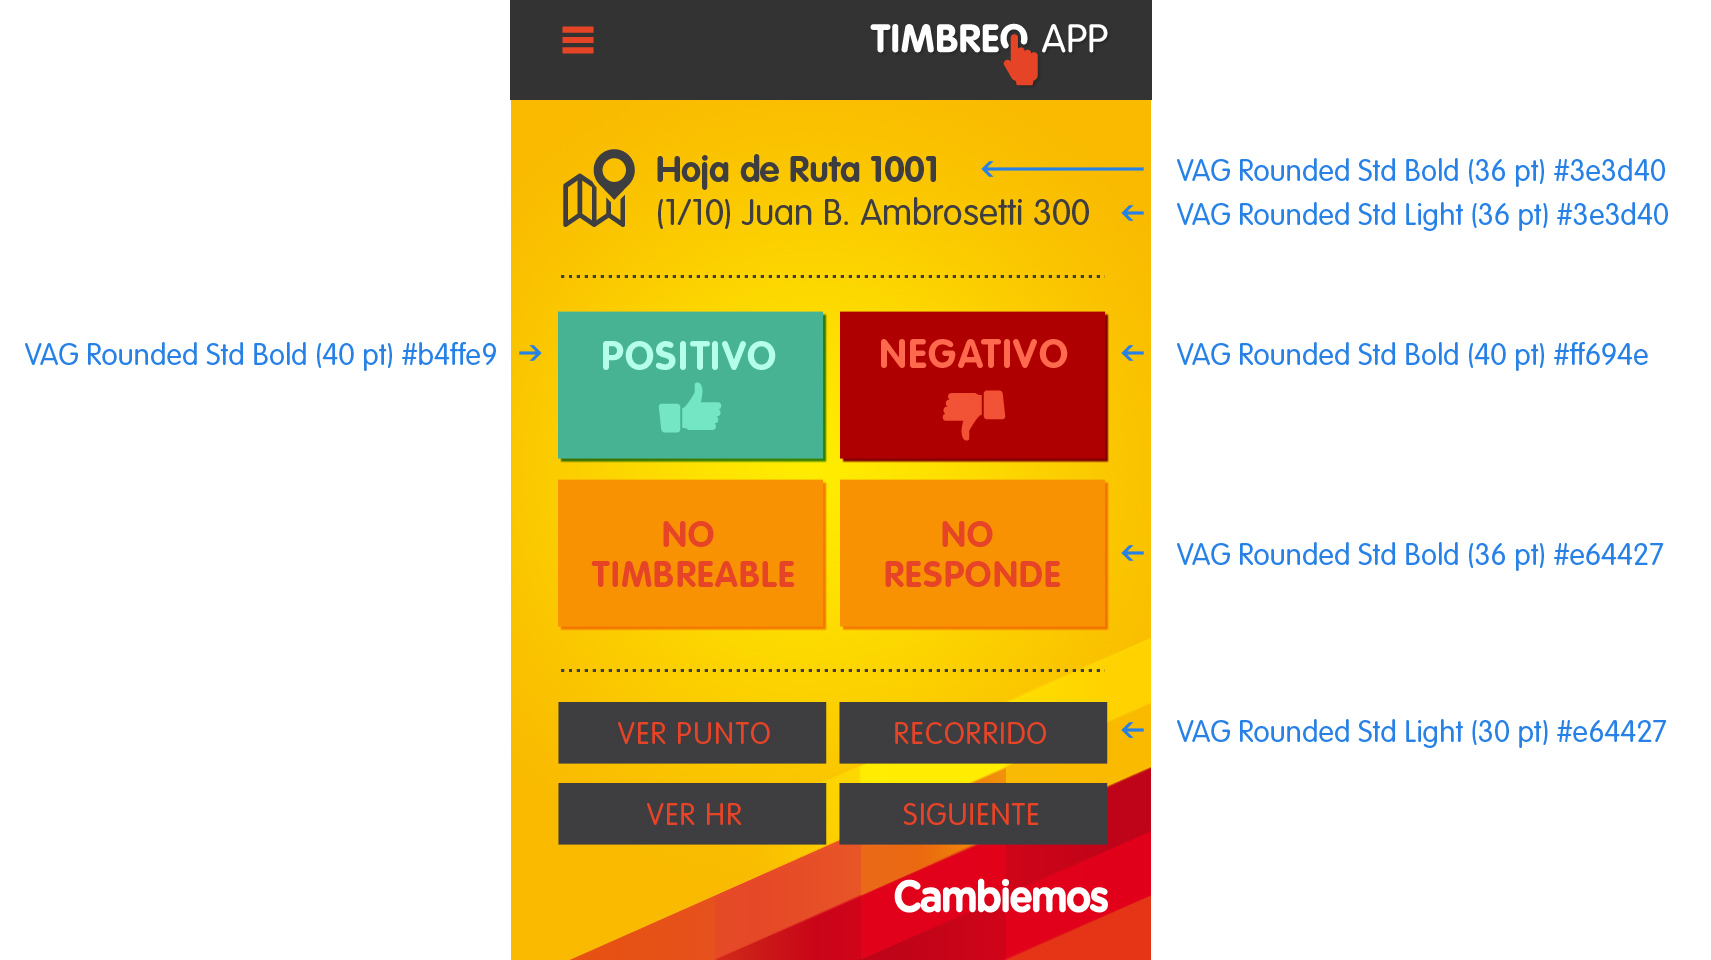 TIMBREO APP
Hoja de Ruta 1001
VAG Rounded Std Bold (36 pt) #3e3d40
(1/10) Juan B. Ambrosetti 300
VAG Rounded Std Light (36 pt) #3e3d40
VAG Rounded Std Bold (40 pt) #b4ffe9
POSITIVO
NEGATIVO
VAG Rounded Std Bold (40 pt) #ff694e
NO
TIMBREABLE
NO
RESPONDE
VAG Rounded Std Bold (36 pt) #e64427
VER PUNTO
RECORRIDO
VAG Rounded Std Light (30 pt) #e64427
VER HR
SIGUIENTE
Cambiemos